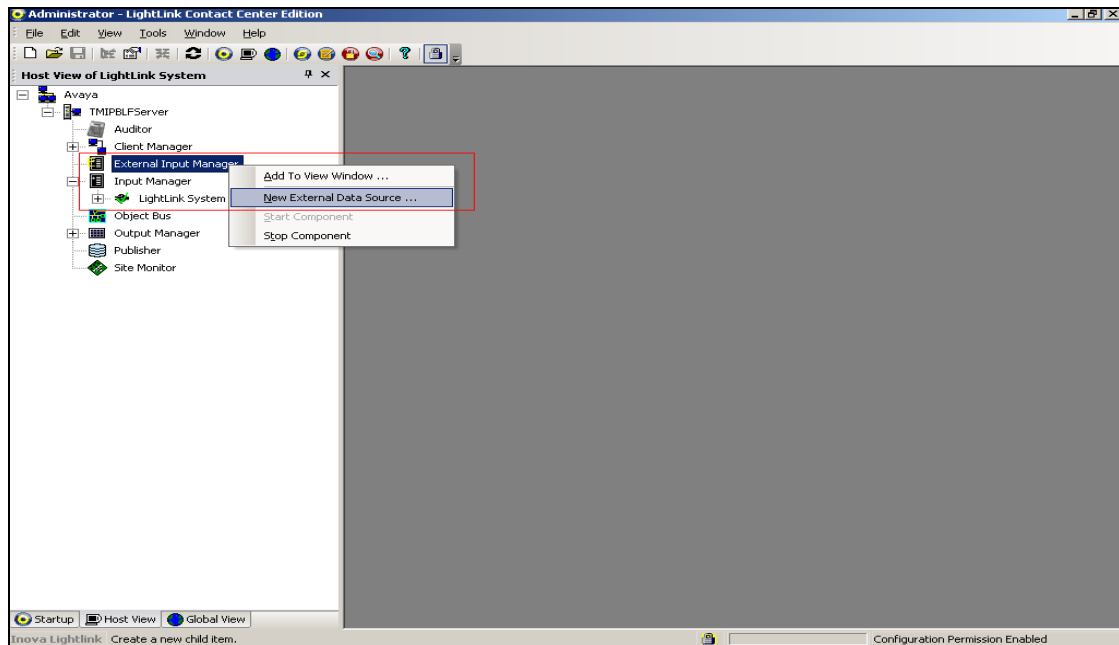 Administrator - LightLink Contact Center Edition
File Edit View Tools Window Help
Host View of LightLink System
Avaya
TMIPBLFServer
Auditor
Client Manager
External Input Manager
Input Manager
LightLink System
Object Bus
Output Manager
Publisher
Site Monitor
Add To View Window ...
New External Data Source ...
Start Component
Stop Component
Startup Host View Global View
Inova Lightlink Create a new child item. Configuration Permission Enabled